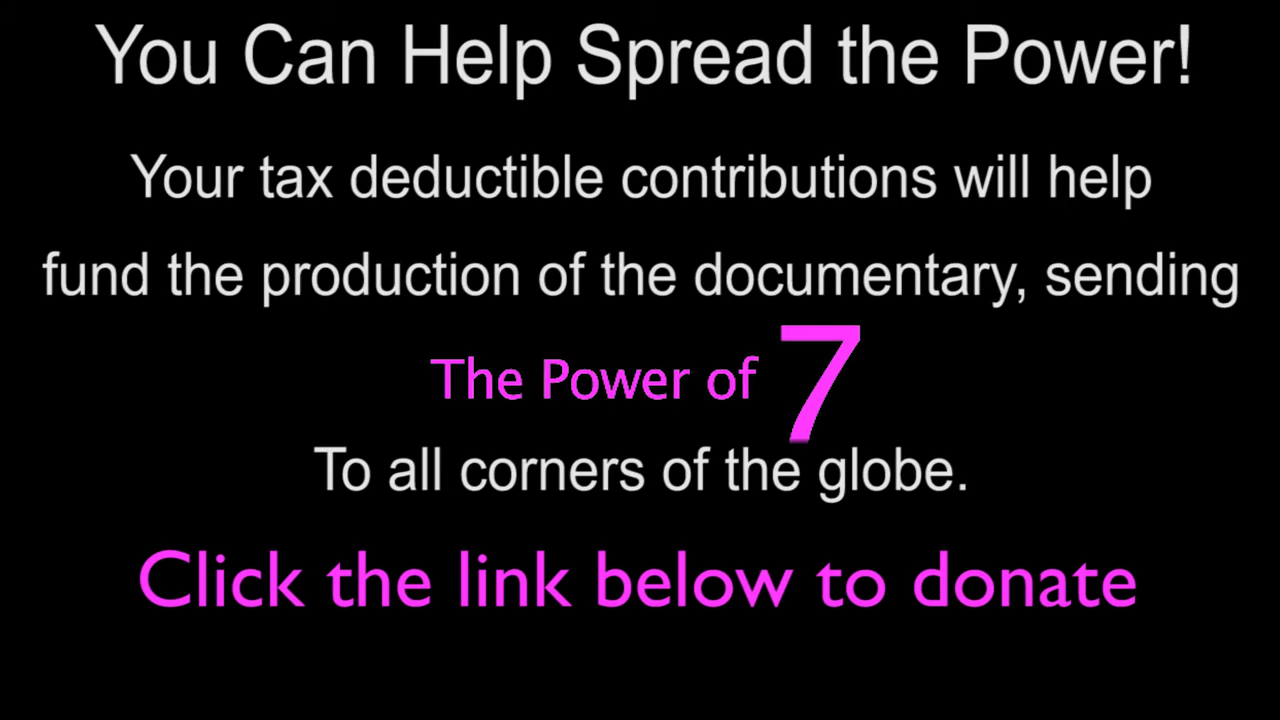 You Can Help Spread the Power!
Your tax deductible contributions will help
fund the production of the documentary, sending
The Power of 7
To all corners of the globe.
Click the link below to donate